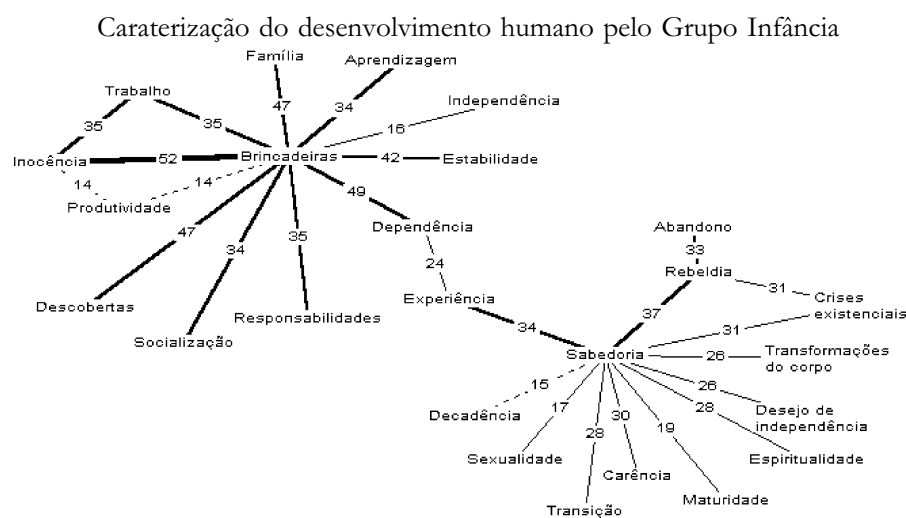 Caraterização do desenvolvimento humano pelo Grupo Infância
Família
Aprendizagem
Trabalho
47
34
Independência
35
35
16
Inocência
52
Brincadeiras
42
Estabilidade
14
14
49
Produtividade
Dependência
Abandono
47
34
35
24
33
Rebeldia
Descobertas
Responsabilidades
Experiência
31
Crises
existenciais
Socialização
34
37
31
Sabedoria
26
Transformações
do corpo
15
26
Decadência
17
28
Desejo de
independência
28
30
19
Sexualidade
Espiritualidade
Carência
Maturidade
Transição